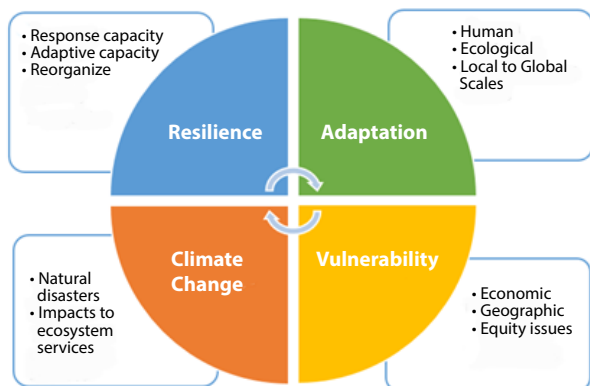 • Response capacity
• Adaptive capacity
• Reorganize
• Human
• Ecological
• Local to Global
Scales
Resilience
Adaptation
Climate
Change
Vulnerability
• Natural
disasters
• Impacts to
ecosystem
services
• Economic
• Geographic
• Equity issues